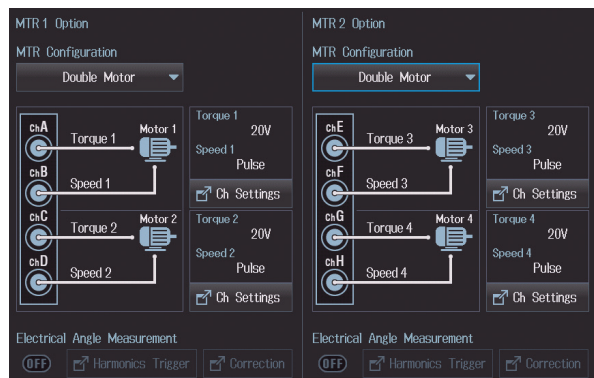 MTR 1 Option
MTR Configuration
Double Motor
chA
Torque 1
Motor 1
chB
Speed 1
chC
Torque 2
Motor 2
chD
Speed 2
Torque 1
20V
Speed 1
Pulse
Ch Settings
Torque 2
20V
Speed 2
Pulse
Ch Settings
Electrical Angle Measurement
OFF
Harmonics Trigger
Correction
MTR 2 Option
MTR Configuration
Double Motor
chE
Torque 3
Motor 3
chF
Speed 3
chG
Torque 4
Motor 4
chH
Speed 4
Torque 3
20V
Speed 3
Pulse
Ch Settings
Torque 4
20V
Speed 4
Pulse
Ch Settings
Electrical Angle Measurement
OFF
Harmonics Trigger
Correction